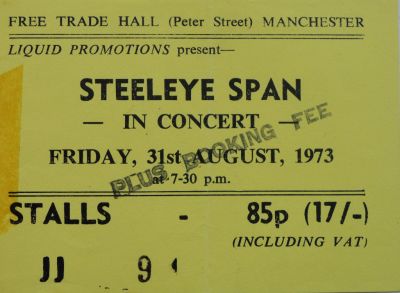 FREE TRADE HALL (Peter Street) MANCHESTER
LIQUID PROMOTIONS present—
STEELEYE SPAN
— IN CONCERT —
PLUS BOOKING FEE
FRIDAY, 31st AUGUST, 1973
at 7-30 p.m.
STALLS - 85p (17/-)
(INCLUDING VAT)
JJ 9